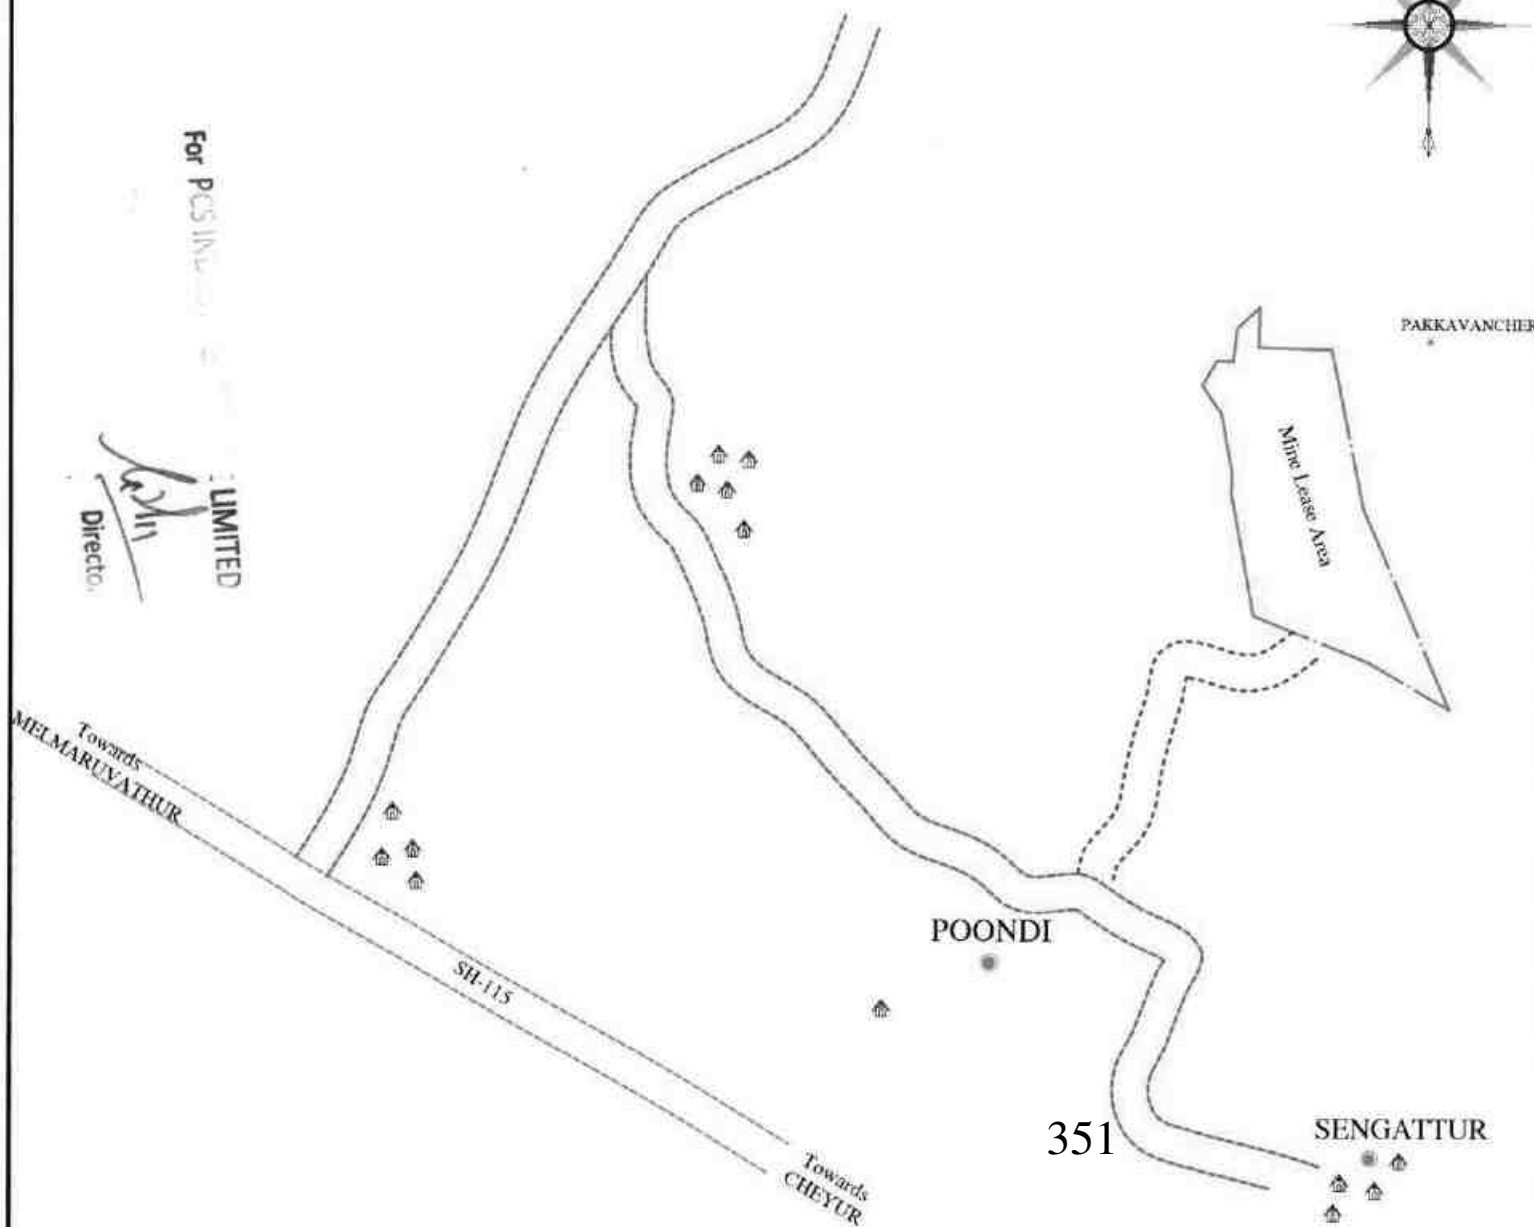 For PCS
LIMITED
Directo
PAKKAVANCHER
Mine Lease Area
Towards
MELMARUVATHUR
SH-115
POONDI
351
SENGATTUR
Towards
CHEYUR